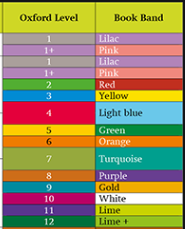 Oxford Level Book Band
1 Lilac
1+ Pink
1 Lilac
1+ Pink
2 Red
3 Yellow
4 Light blue
5 Green
6 Orange
7 Turquoise
8 Purple
9 Gold
10 White
11 Lime
12 Lime +